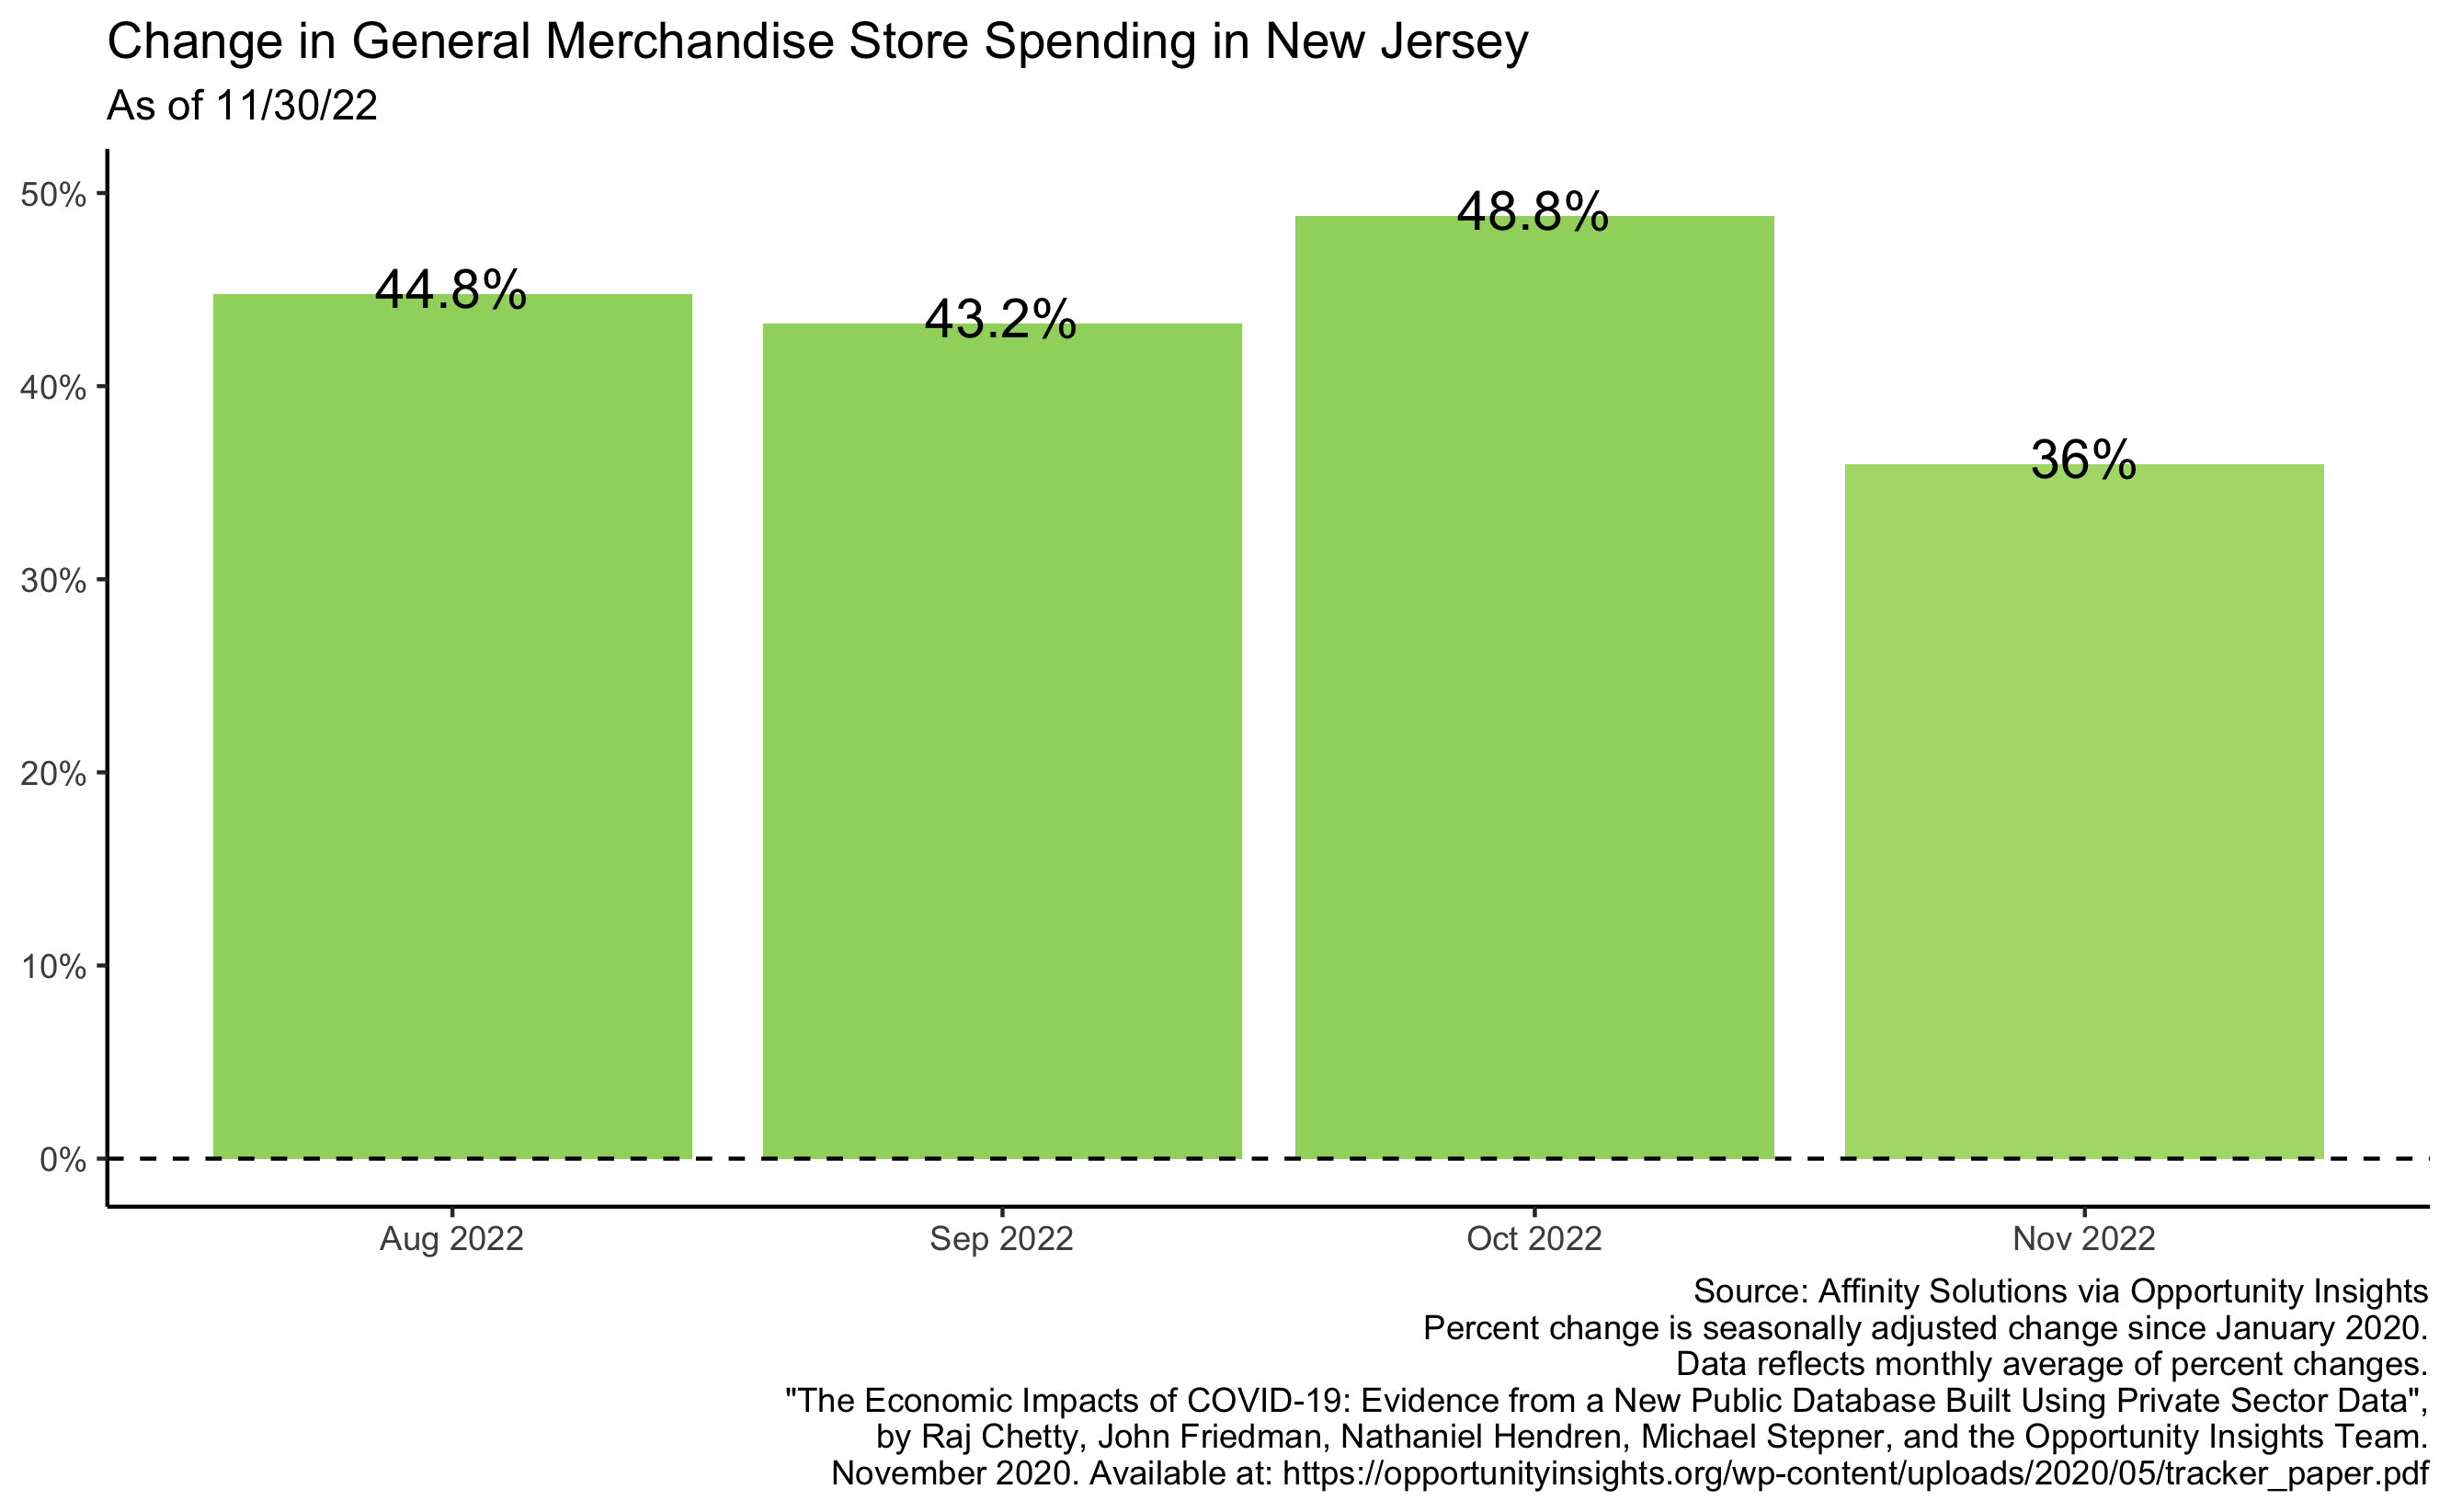 Change in General Merchandise Store Spending in New Jersey
As of 11/30/22
50%
40%
30%
20%
10%
0%
44.8%
43.2%
48.8%
36%
Aug 2022
Sep 2022
Oct 2022
Nov 2022
Source: Affinity Solutions via Opportunity Insights
Percent change is seasonally adjusted change since January 2020.
Data reflects monthly average of percent changes.
"The Economic Impacts of COVID-19: Evidence from a New Public Database Built Using Private Sector Data",
by Raj Chetty, John Friedman, Nathaniel Hendren, Michael Stepner, and the Opportunity Insights Team.
November 2020. Available at: https://opportunityinsights.org/wp-content/uploads/2020/05/tracker_paper.pdf